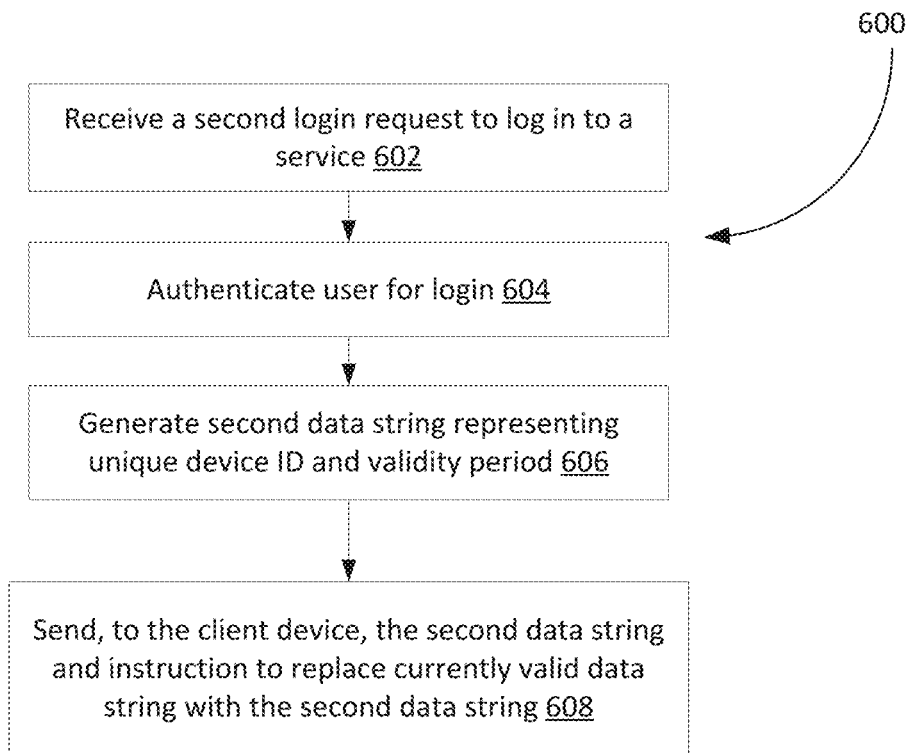 600
Receive a second login request to log in to a
service 602
Authenticate user for login 604
Generate second data string representing
unique device ID and validity period 606
Send, to the client device, the second data string
and instruction to replace currently valid data
string with the second data string 608